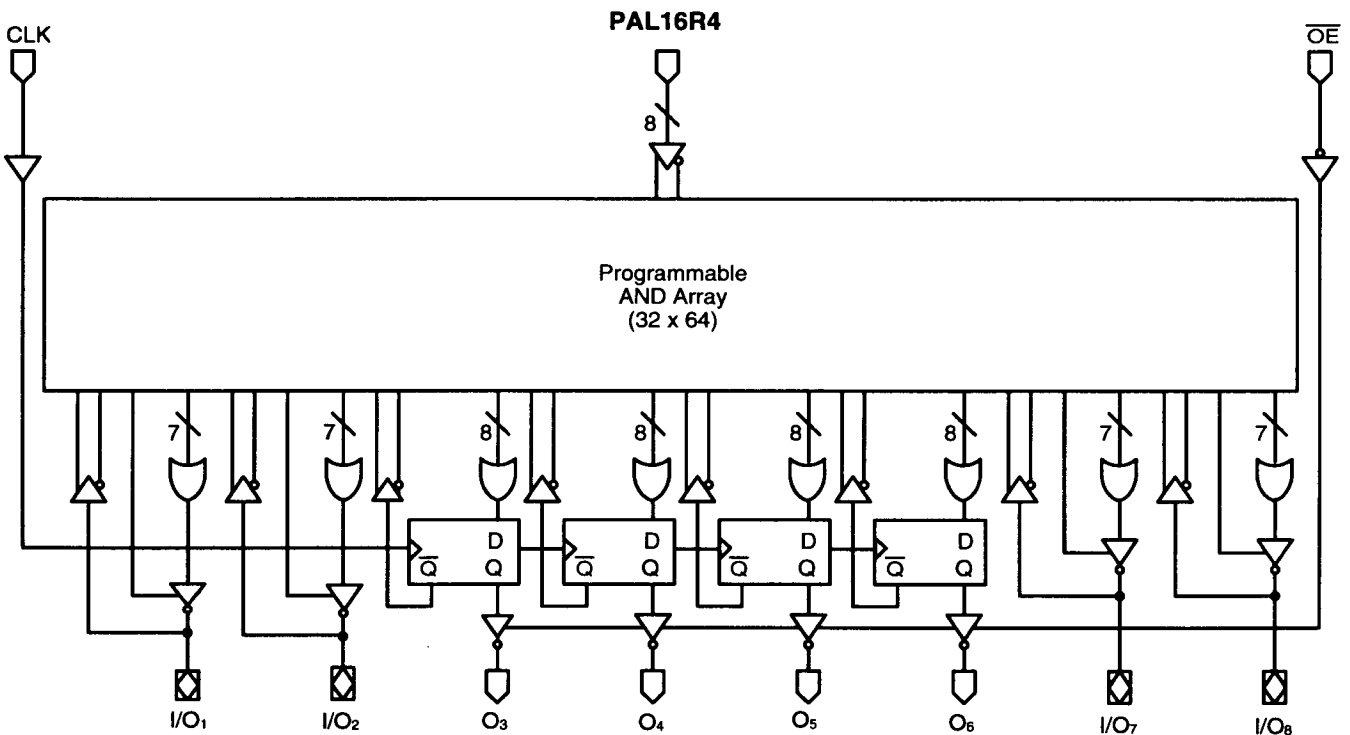 PAL16R4
CLK
O̅E̅
8
Programmable
AND Array
(32 x 64)
7 7 8 8 8 8 7 7
D D D D
Q̅ Q Q̅ Q Q̅ Q Q̅ Q
I/O₁ I/O₂ O₃ O₄ O₅ O₆ I/O₇ I/O₈